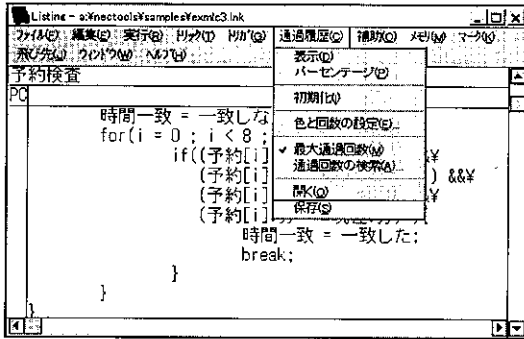 Listing - a:¥nectools¥samples¥exmlc3.lnk
ファイル(F) 編集(E) 実行(R) トリック(T) トリガ(G) 通過履歴(C) 補助(O) メモリ(M) マーク(K)
飛び先(J) ウィンドウ(W) ヘルプ(H)
表示(D)
パーセンテージ(P)
初期化(I)
色と回数の設定(E)...
✓ 最大通過回数(M)
通過回数の検索(A)...
開く(O)
保存(S)
予約検査
PC
時間一致 = 一致しな
for(i = 0 ; i < 8 ;
if((予約[i] &¥
(予約[i] ) &&¥
(予約[i] &¥
(予約[i]
時間一致 = 一致した;
break;
}
}
}